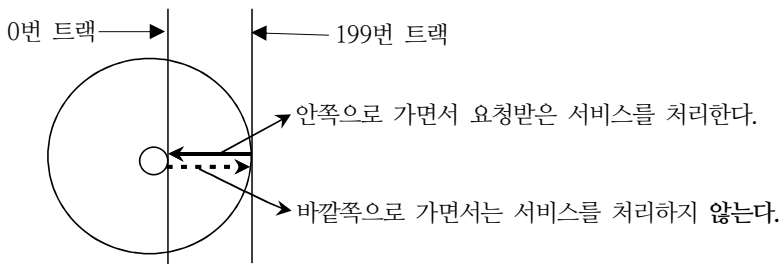 0번 트랙
199번 트랙
안쪽으로 가면서 요청받은 서비스를 처리한다.
바깥쪽으로 가면서는 서비스를 처리하지 않는다.